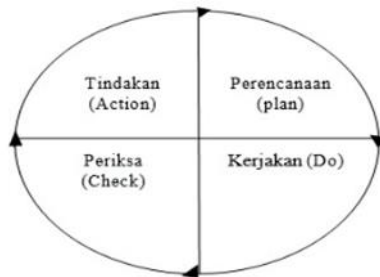 Tindakan
(Action)
Perencanaan
(plan)
Periksa
(Check)
Kerjakan (Do)